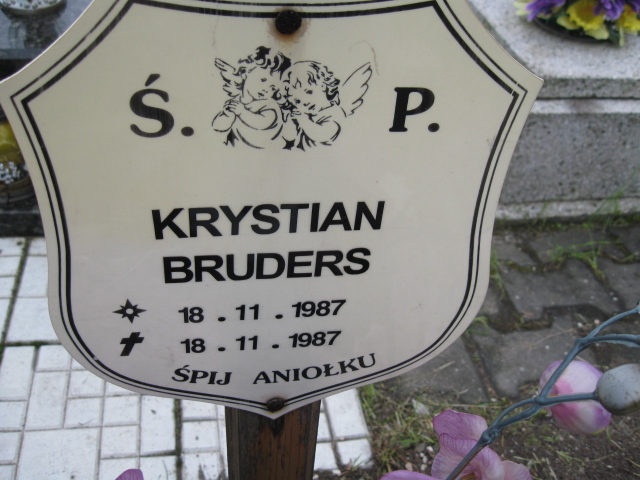 Ś. P.
KRYSTIAN
BRUDERS
18.11.1987
18.11.1987
ŚPIJ ANIOŁKU